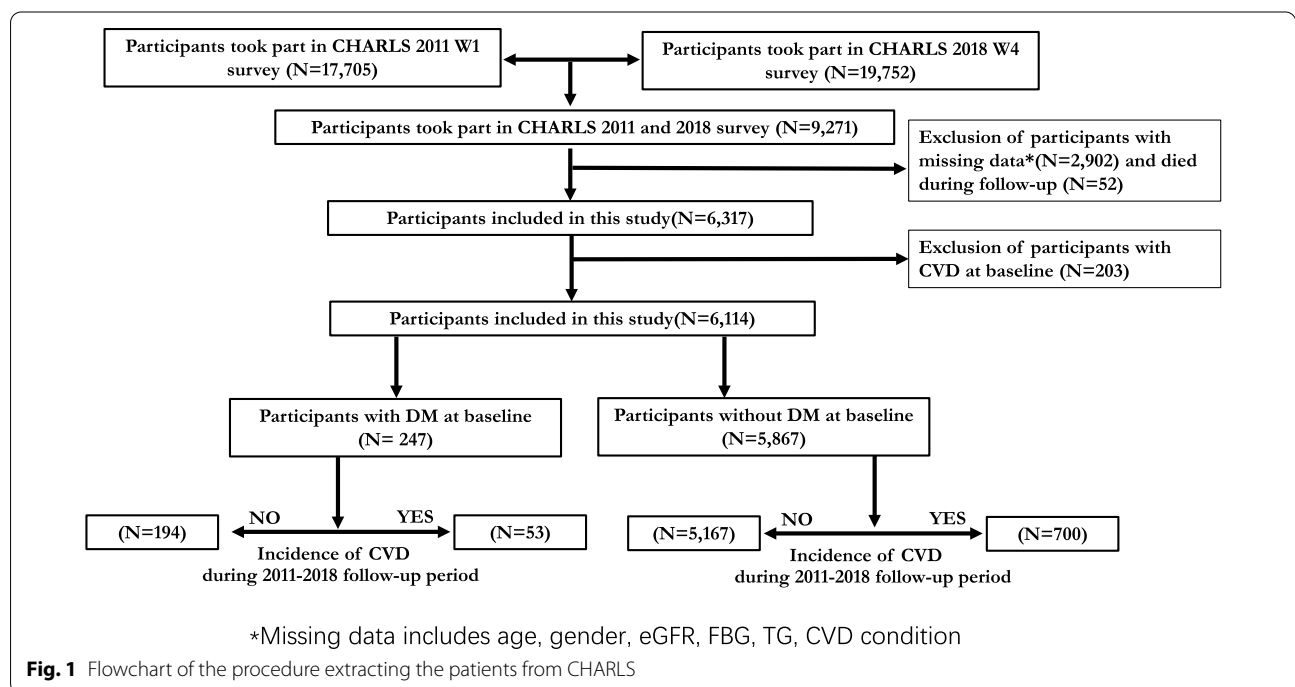 Participants took part in CHARLS 2011 W1
survey (N=17,705)
Participants took part in CHARLS 2018 W4
survey (N=19,752)
Participants took part in CHARLS 2011 and 2018 survey (N=9,271)
Exclusion of participants with
missing data*(N=2,902) and died
during follow-up (N=52)
Participants included in this study(N=6,317)
Exclusion of participants with
CVD at baseline (N=203)
Participants included in this study(N=6,114)
Participants with DM at baseline
(N= 247)
Participants without DM at baseline
(N=5,867)
(N=194)
NO
YES
(N=53)
Incidence of CVD
during 2011-2018 follow-up period
(N=5,167)
NO
YES
(N=700)
Incidence of CVD
during 2011-2018 follow-up period
*Missing data includes age, gender, eGFR, FBG, TG, CVD condition
Fig. 1 Flowchart of the procedure extracting the patients from CHARLS